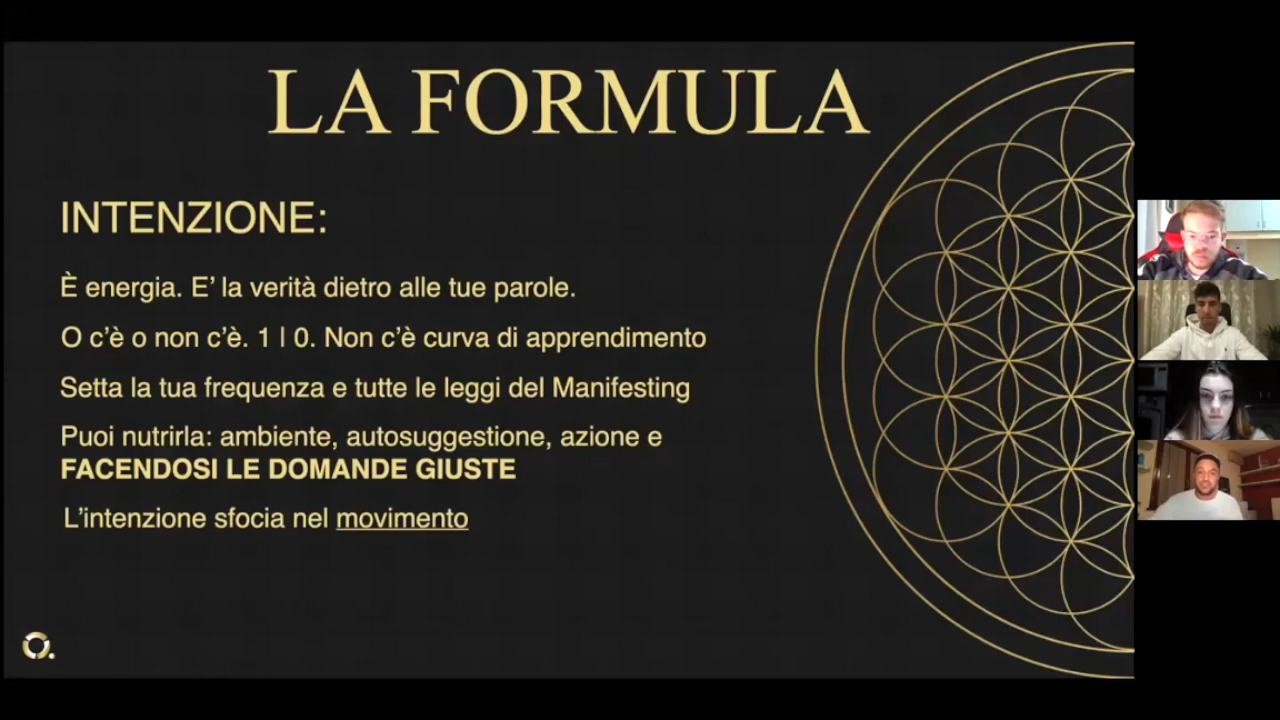 LA FORMULA
INTENZIONE:
È energia. E’ la verità dietro alle tue parole.
O c’è o non c’è. 1 | 0. Non c’è curva di apprendimento
Setta la tua frequenza e tutte le leggi del Manifesting
Puoi nutrirla: ambiente, autosuggestione, azione e
FACENDOSI LE DOMANDE GIUSTE
L’intenzione sfocia nel movimento